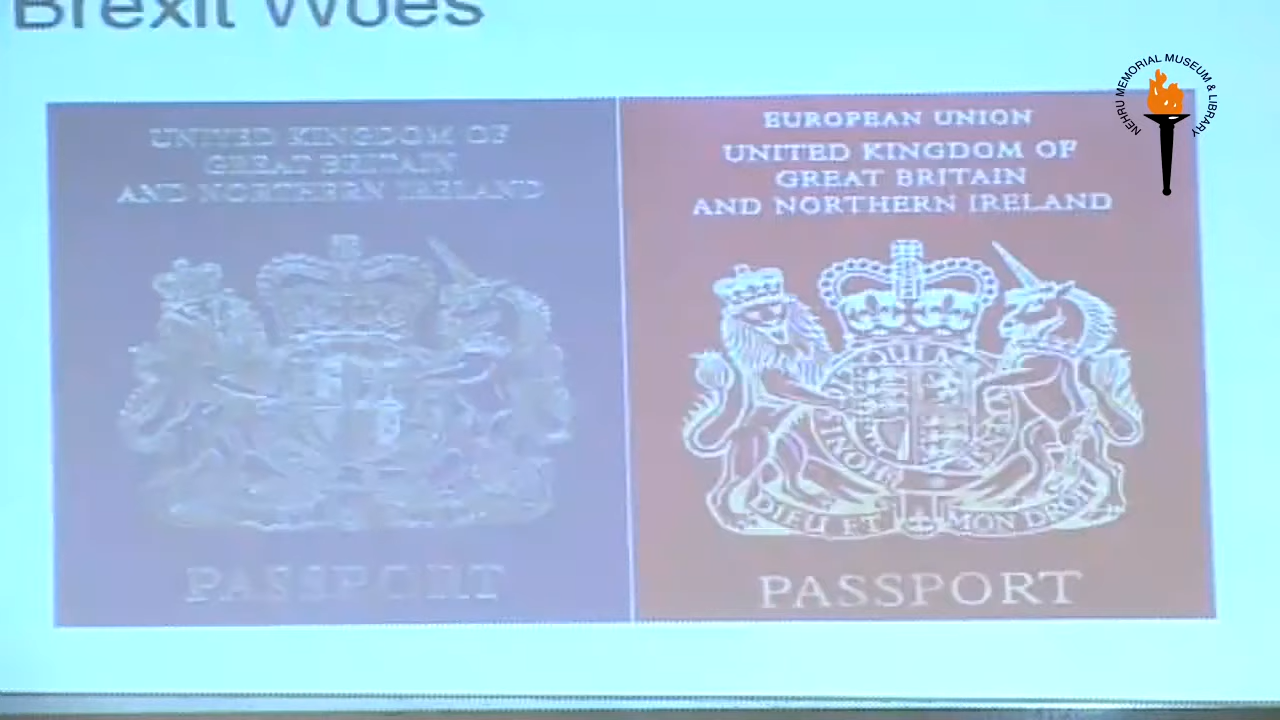 Brexit Woes
UNITED KINGDOM OF
GREAT BRITAIN
AND NORTHERN IRELAND
PASSPORT
EUROPEAN UNION
UNITED KINGDOM OF
GREAT BRITAIN
AND NORTHERN IRELAND
DIEU ET MON DROIT
PASSPORT
NEHRU MEMORIAL MUSEUM & LIBRARY